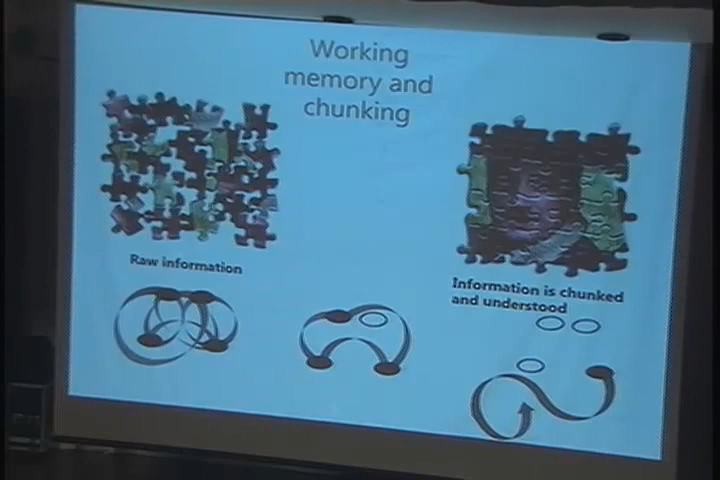 Working
memory and
chunking
Raw information
Information is chunked
and understood